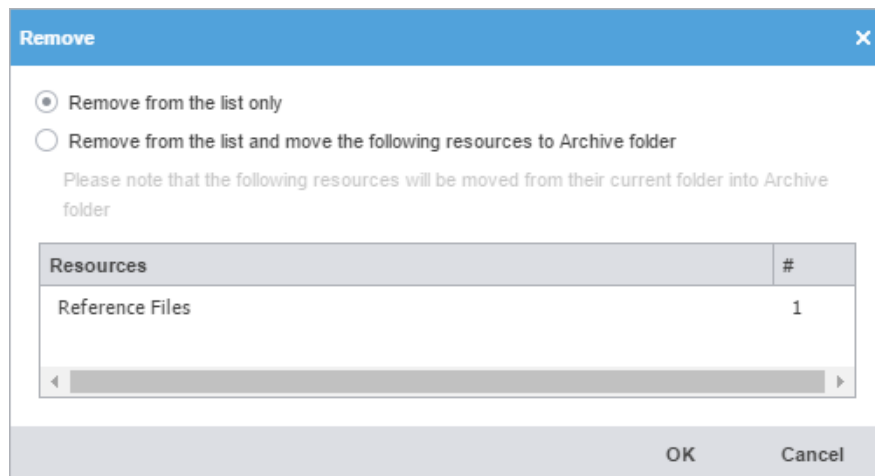 Remove
Remove from the list only
Remove from the list and move the following resources to Archive folder
Please note that the following resources will be moved from their current folder into Archive
folder
Resources #
Reference Files 1
OK Cancel